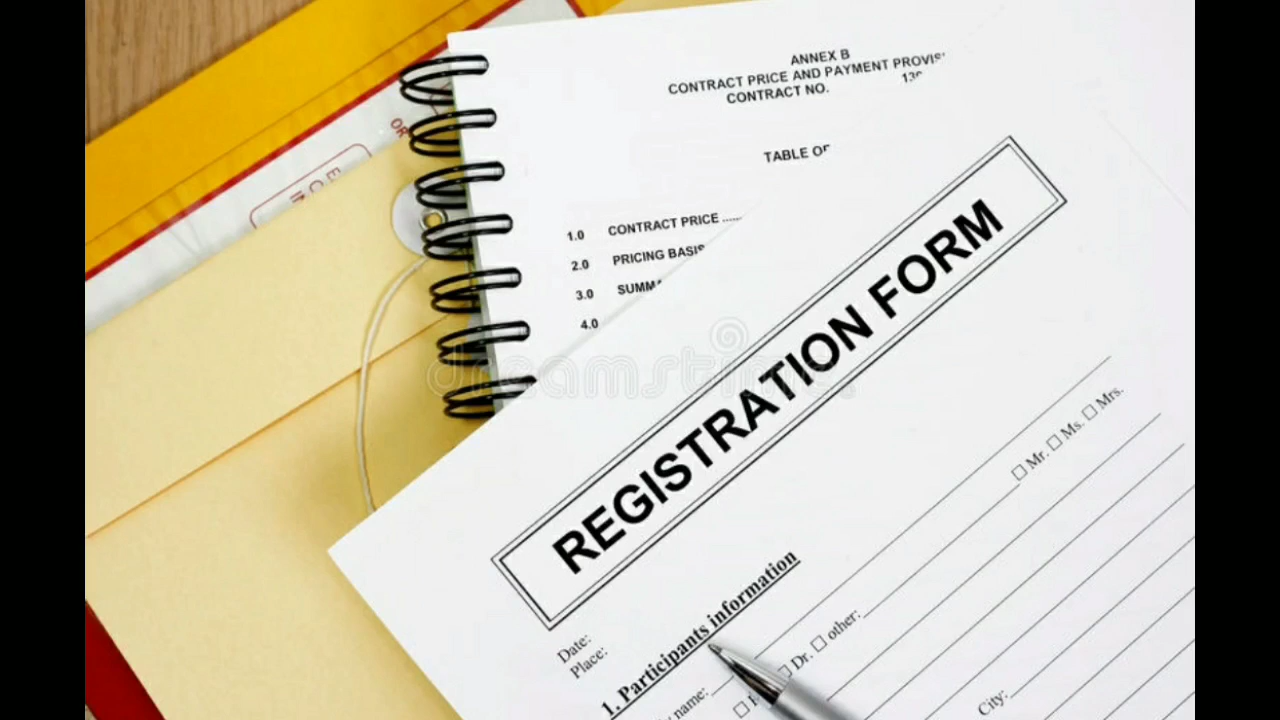 ANNEX B
CONTRACT PRICE AND PAYMENT
CONTRACT NO.
TABLE OF
1.0 CONTRACT PRICE ......
2.0 PRICING BASIS
3.0
4.0
dreamstime
REGISTRATION FORM
Mr. Ms. Mrs.
Dr. other:
Date:
Place:
1. Participants information
name:
City: